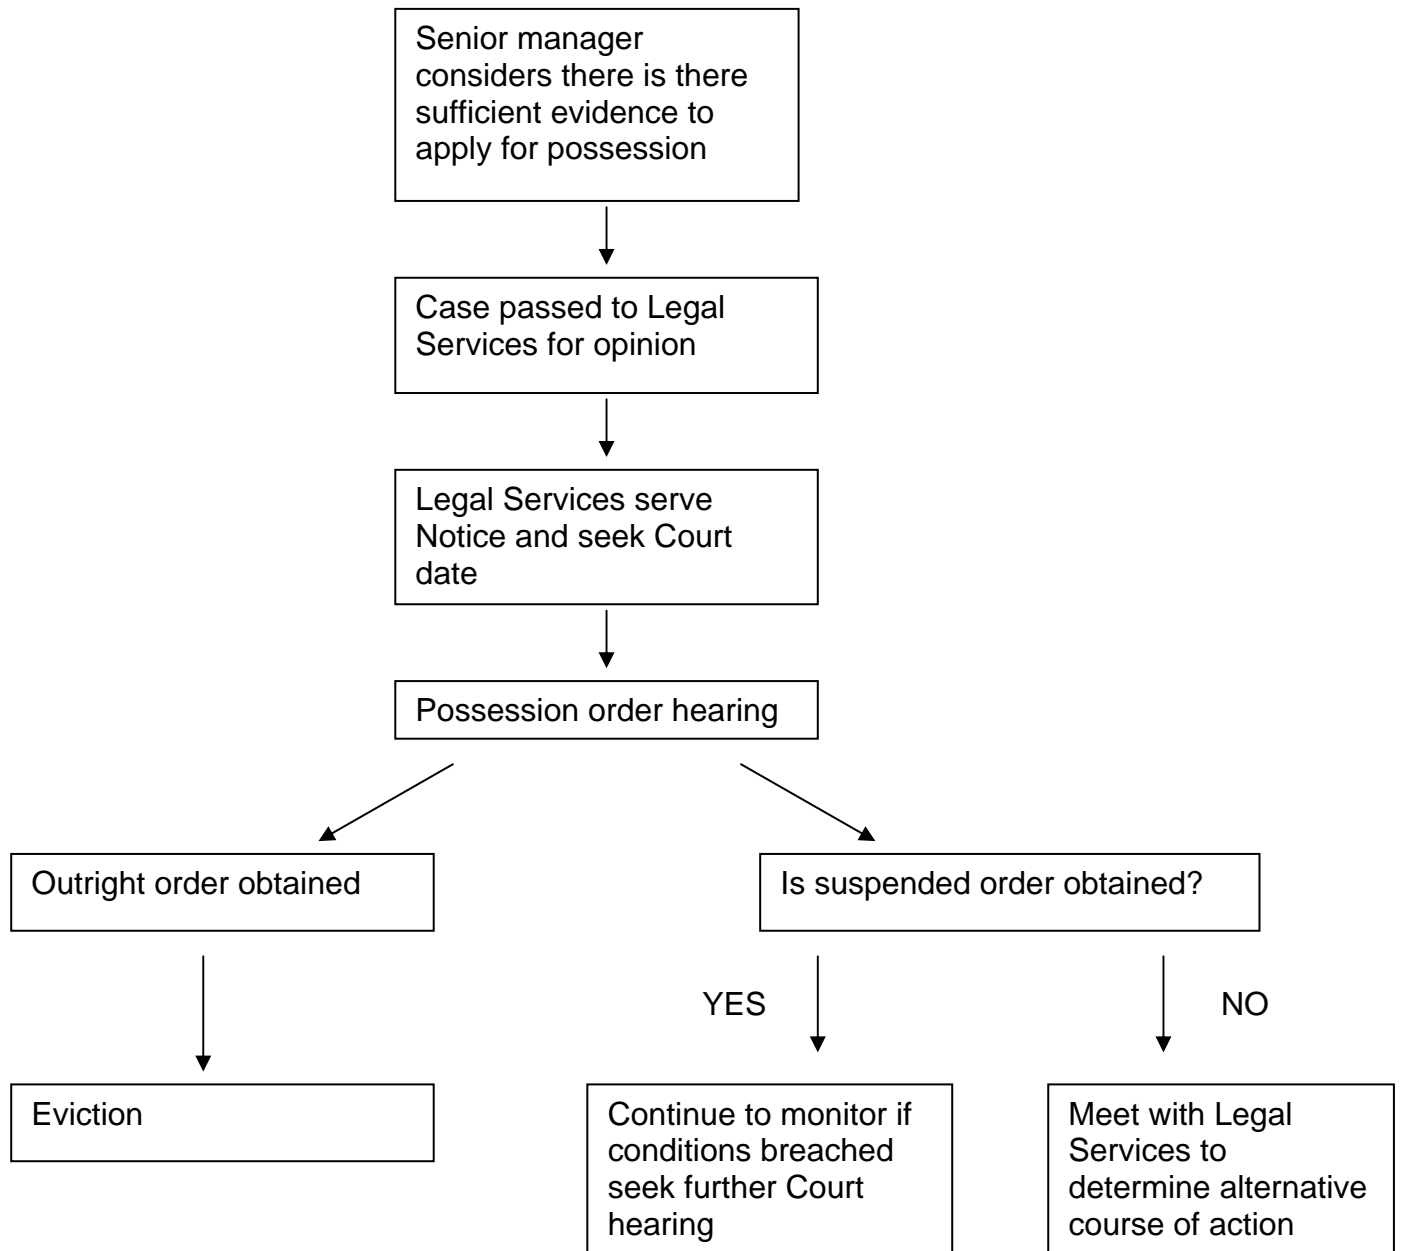 Senior manager
considers there is there
sufficient evidence to
apply for possession
Case passed to Legal
Services for opinion
Legal Services serve
Notice and seek Court
date
Possession order hearing
Outright order obtained
Is suspended order obtained?
YES
NO
Eviction
Continue to monitor if
conditions breached
seek further Court
hearing
Meet with Legal
Services to
determine alternative
course of action